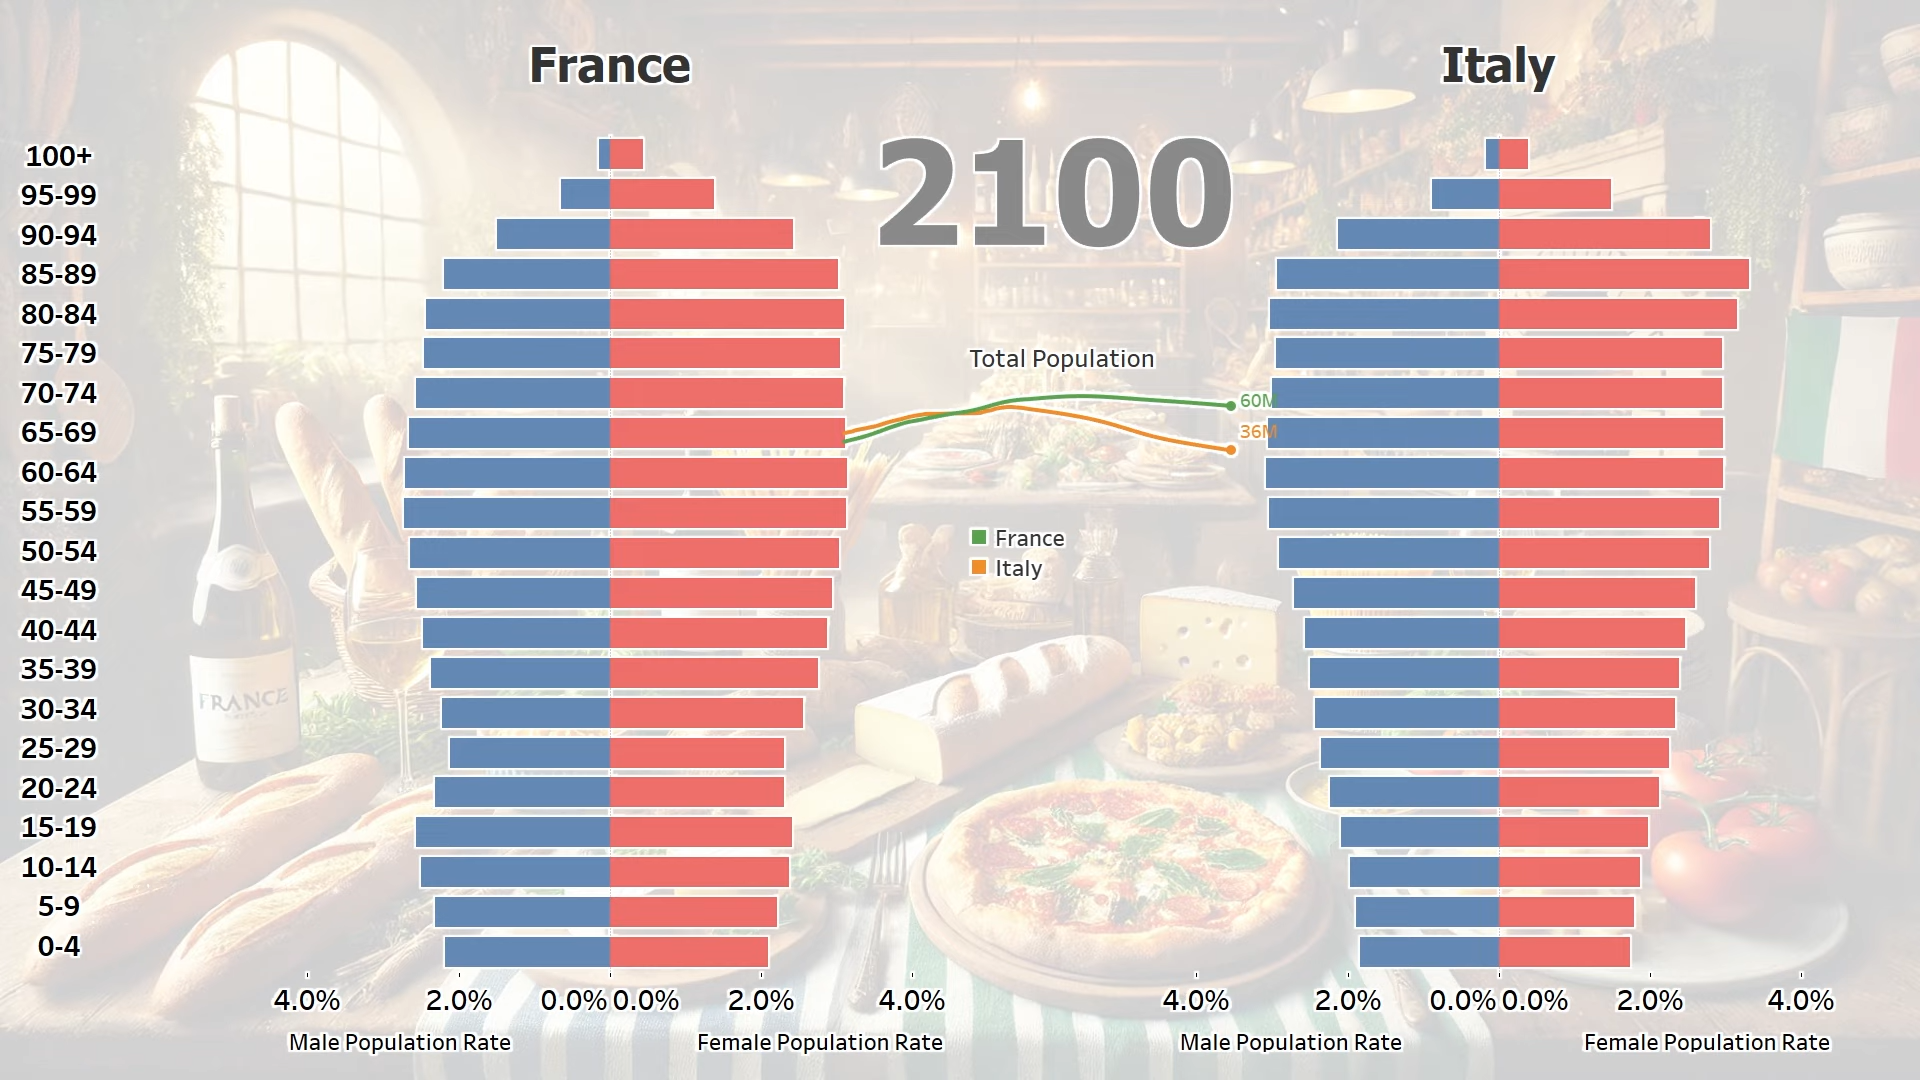 France
Italy
2100
100+
95-99
90-94
85-89
80-84
75-79
70-74
65-69
60-64
55-59
50-54
45-49
40-44
35-39
30-34
25-29
20-24
15-19
10-14
5-9
0-4
Total Population
60M
36M
France
Italy
FRANCE
4.0% 2.0% 0.0% 0.0% 2.0% 4.0%
4.0% 2.0% 0.0% 0.0% 2.0% 4.0%
Male Population Rate
Female Population Rate
Male Population Rate
Female Population Rate